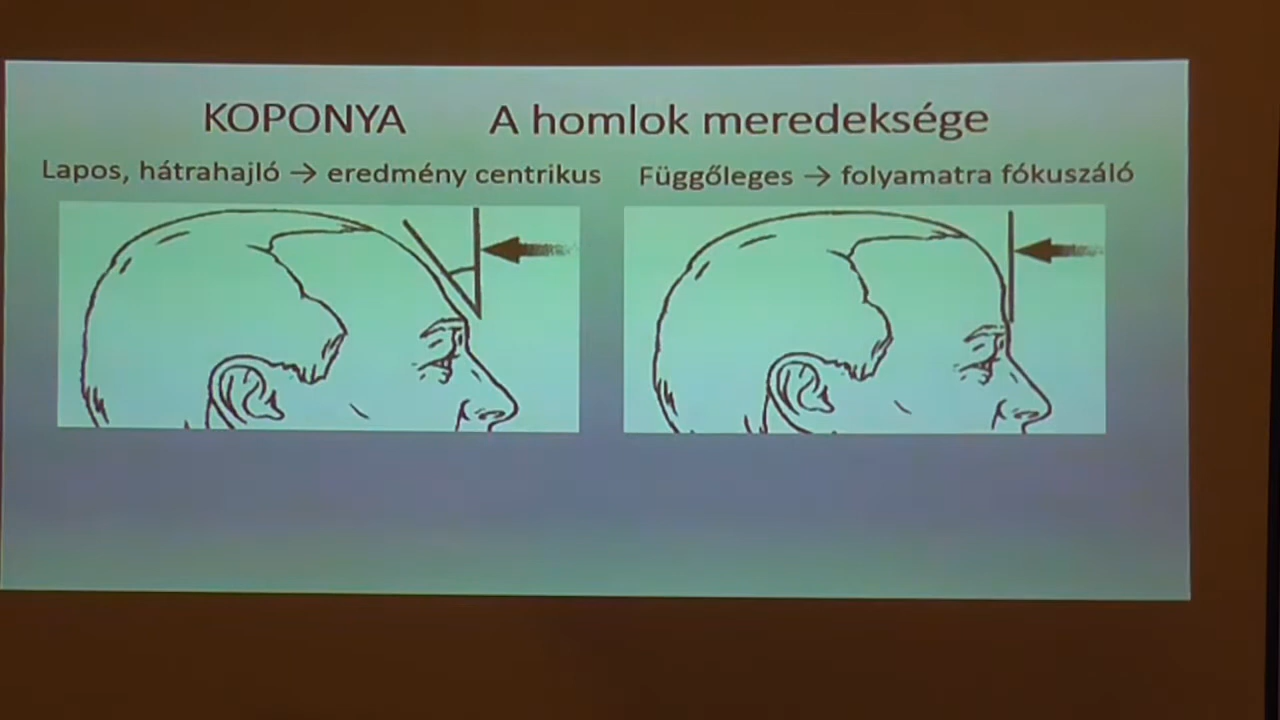 KOPONYA A homlok meredeksége
Lapos, hátrahajló → eredmény centrikus
Függőleges → folyamatra fókuszáló